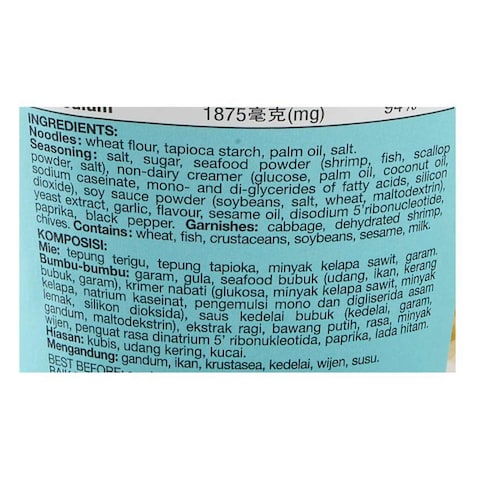 1875毫克(mg) 94%
INGREDIENTS:
Noodles: wheat flour, tapioca starch, palm oil, salt.
Seasoning: salt, sugar, seafood powder (shrimp, fish, scallop
powder, salt), non-dairy creamer (glucose, palm oil, coconut oil,
sodium caseinate, mono- and di-glycerides of fatty acids, silicon
dioxide), soy sauce powder (soybeans, salt, wheat, maltodextrin),
yeast extract, garlic, flavour, sesame oil, disodium 5'ribonucleotide,
paprika, black pepper. Garnishes: cabbage, dehydrated shrimp,
chives. Contains: wheat, fish, crustaceans, soybeans, sesame, milk.
KOMPOSISI:
Mie: tepung terigu, tepung tapioka, minyak kelapa sawit, garam.
Bumbu-bumbu: garam, gula, seafood bubuk (udang, ikan, kerang
bubuk, garam), krimer nabati (glukosa, minyak kelapa sawit, minyak
kelapa, natrium kaseinat, pengemulsi mono dan digliserida asam
lemak, silikon dioksida), saus kedelai bubuk (kedelai, garam,
gandum, maltodekstrin), ekstrak ragi, bawang putih, rasa, minyak
wijen, penguat rasa dinatrium 5' ribonukleotida, paprika, lada hitam.
Hiasan: kubis, udang kering, kucai.
Mengandung: gandum, ikan, krustasea, kedelai, wijen, susu.
BEST BEFORE